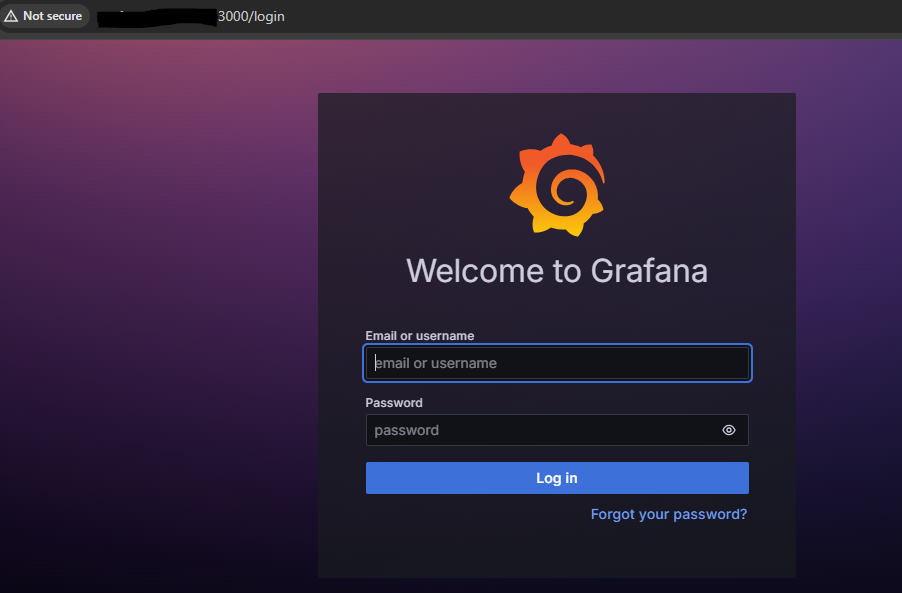 Not secure 3000/login
Welcome to Grafana
Email or username
email or username
Password
password
Log in
Forgot your password?